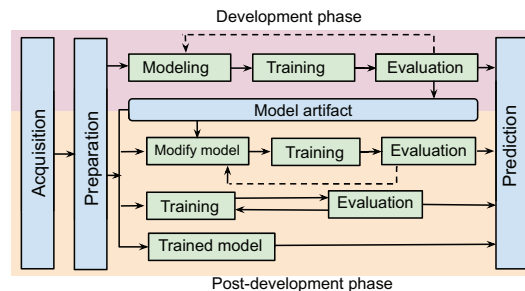 Development phase
Acquisition
Preparation
Modeling
Training
Evaluation
Prediction
Model artifact
Modify model
Training
Evaluation
Training
Evaluation
Trained model
Post-development phase